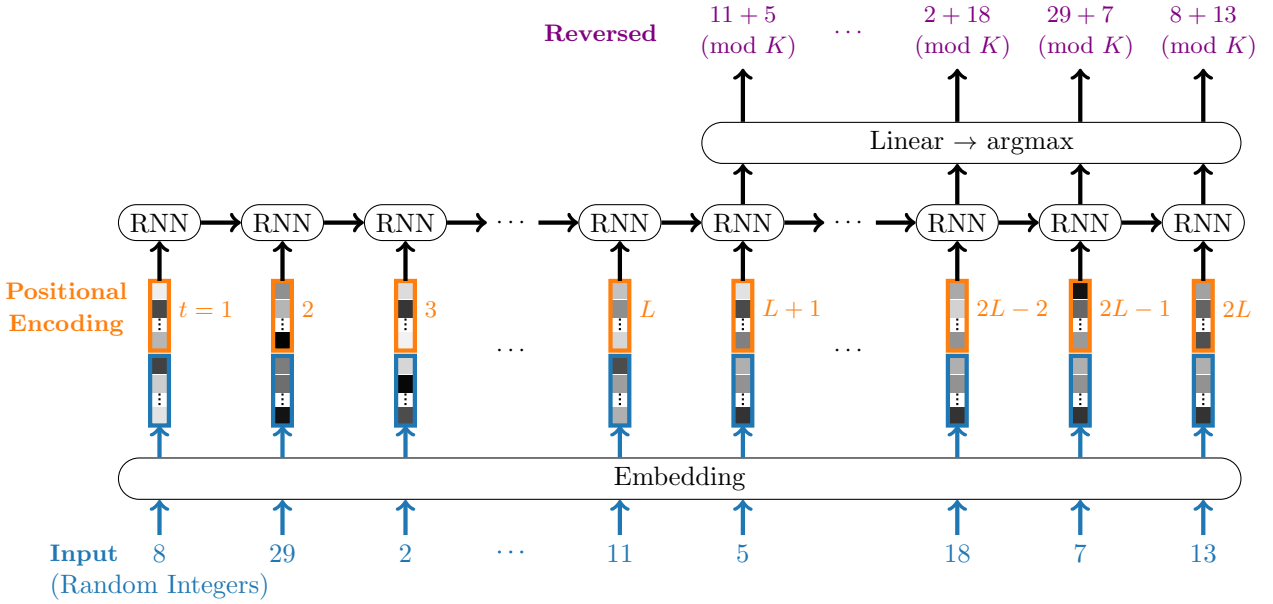 11 + 5 ⋯ 2 + 18 29 + 7 8 + 13
Reversed
(mod K) (mod K) (mod K) (mod K)
Linear → argmax
RNN RNN RNN ⋯ RNN RNN ⋯ RNN RNN RNN
Positional
Encoding
t = 1 2 3 L L + 1 2L − 2 2L − 1 2L
⋯ ⋯
Embedding
Input 8 29 2 ⋯ 11 5 18 7 13
(Random Integers)